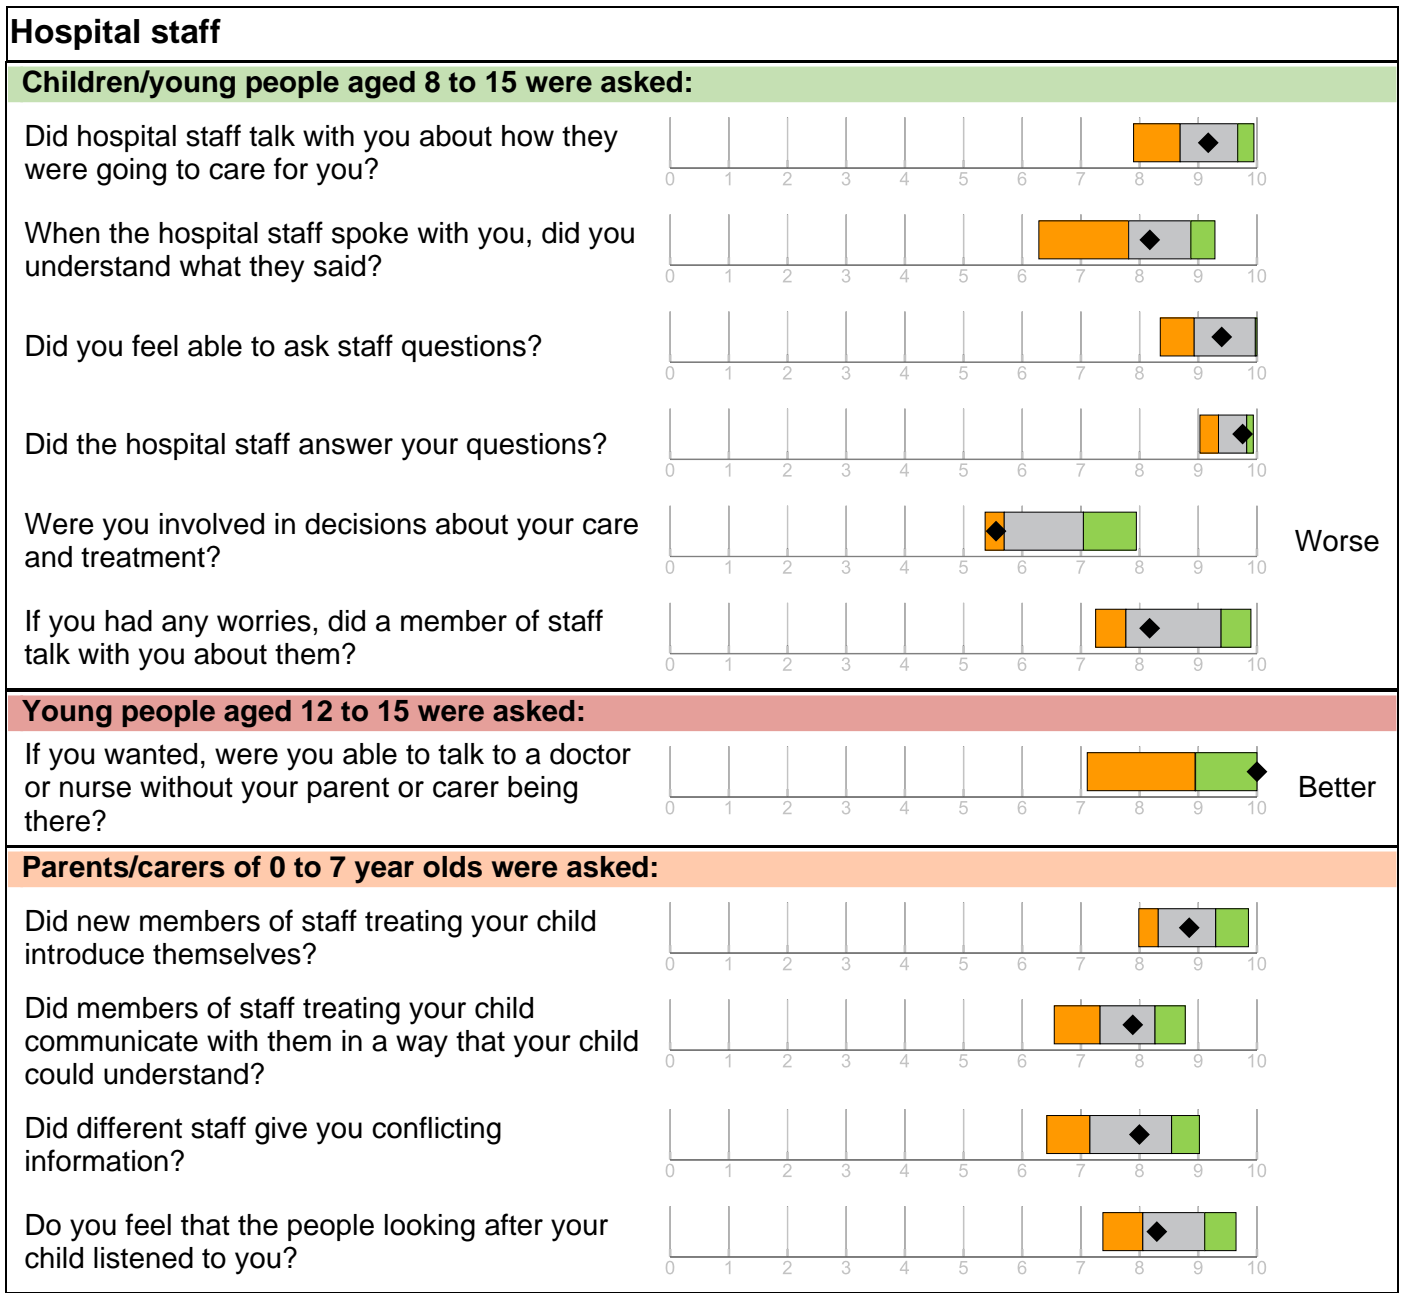 Hospital staff
Children/young people aged 8 to 15 were asked:
Did hospital staff talk with you about how they
were going to care for you?
0 1 2 3 4 5 6 7 8 9 10
When the hospital staff spoke with you, did you
understand what they said?
0 1 2 3 4 5 6 7 8 9 10
Did you feel able to ask staff questions?
0 1 2 3 4 5 6 7 8 9 10
Did the hospital staff answer your questions?
0 1 2 3 4 5 6 7 8 9 10
Were you involved in decisions about your care
and treatment?
Worse
0 1 2 3 4 5 6 7 8 9 10
If you had any worries, did a member of staff
talk with you about them?
0 1 2 3 4 5 6 7 8 9 10
Young people aged 12 to 15 were asked:
If you wanted, were you able to talk to a doctor
or nurse without your parent or carer being
there?
Better
0 1 2 3 4 5 6 7 8 9 10
Parents/carers of 0 to 7 year olds were asked:
Did new members of staff treating your child
introduce themselves?
0 1 2 3 4 5 6 7 8 9 10
Did members of staff treating your child
communicate with them in a way that your child
could understand?
0 1 2 3 4 5 6 7 8 9 10
Did different staff give you conflicting
information?
0 1 2 3 4 5 6 7 8 9 10
Do you feel that the people looking after your
child listened to you?
0 1 2 3 4 5 6 7 8 9 10